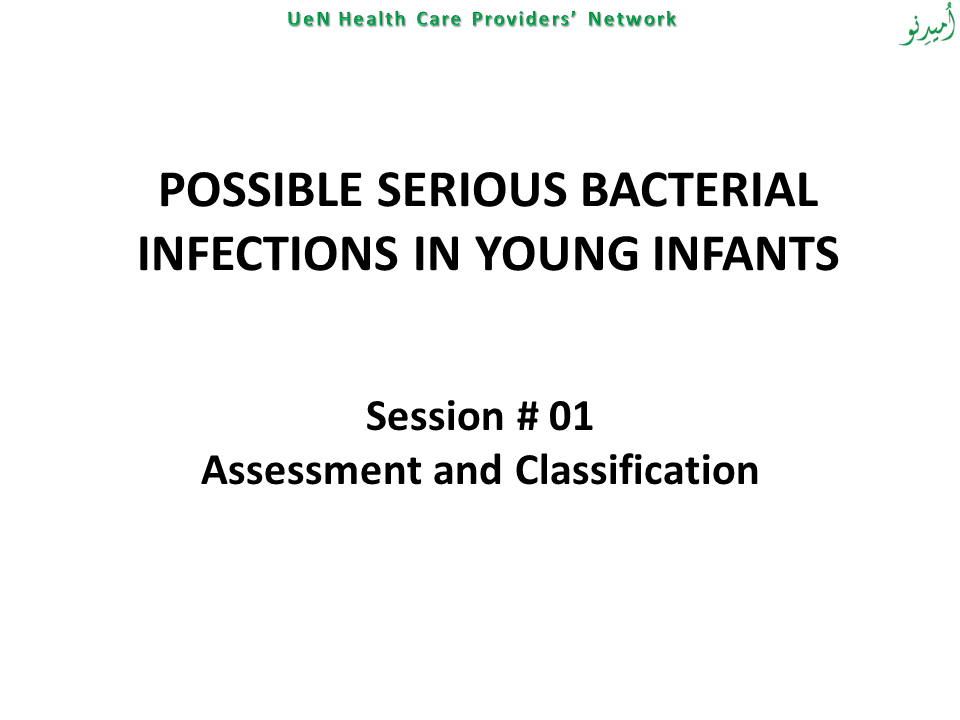 UeN Health Care Providers’ Network
اُمیدِنو
POSSIBLE SERIOUS BACTERIAL
INFECTIONS IN YOUNG INFANTS
Session # 01
Assessment and Classification